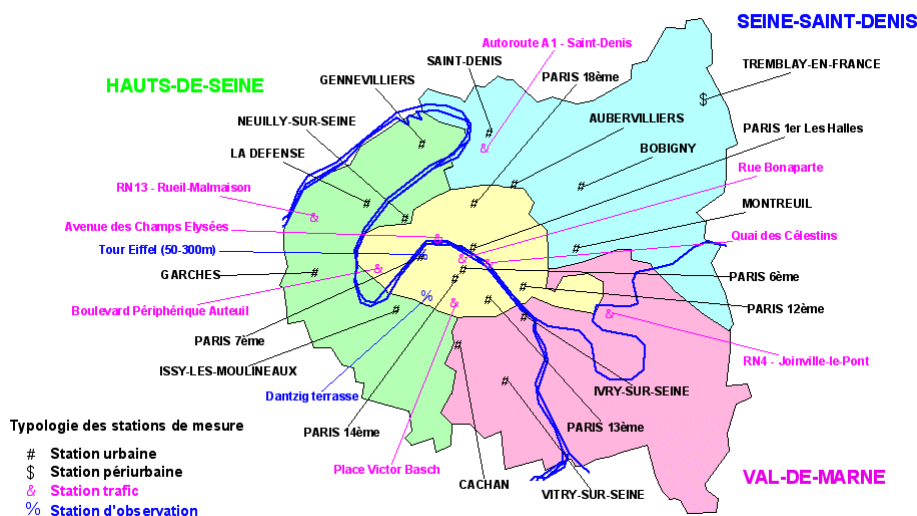 SEINE-SAINT-DENIS
Autoroute A1 - Saint-Denis
SAINT-DENIS
TREMBLAY-EN-FRANCE
GENNEVILLIERS
PARIS 18ème
HAUTS-DE-SEINE
$
NEUILLY-SUR-SEINE
AUBERVILLIERS
PARIS 1er Les Halles
#
#
LA DEFENSE
&
BOBIGNY
Rue Bonaparte
RN13 - Rueil-Malmaison
#
#
#
#
MONTREUIL
&
#
Avenue des Champs Elysées
&
Quai des Célestins
Tour Eiffel (50-300m)
#
#
%
#
&
&
GARCHES
#
&
#
#
PARIS 6ème
Boulevard Périphérique Auteuil
%
#
#
PARIS 12ème
&
#
&
PARIS 7ème
#
RN4 - Joinville-le-Pont
ISSY-LES-MOULINEAUX
#
#
IVRY-SUR-SEINE
Dantzig terrasse
PARIS 14ème
PARIS 13ème
Place Victor Basch
CACHAN
VITRY-SUR-SEINE
VAL-DE-MARNE
Typologie des stations de mesure
# Station urbaine
$ Station périurbaine
& Station trafic
% Station d'observation